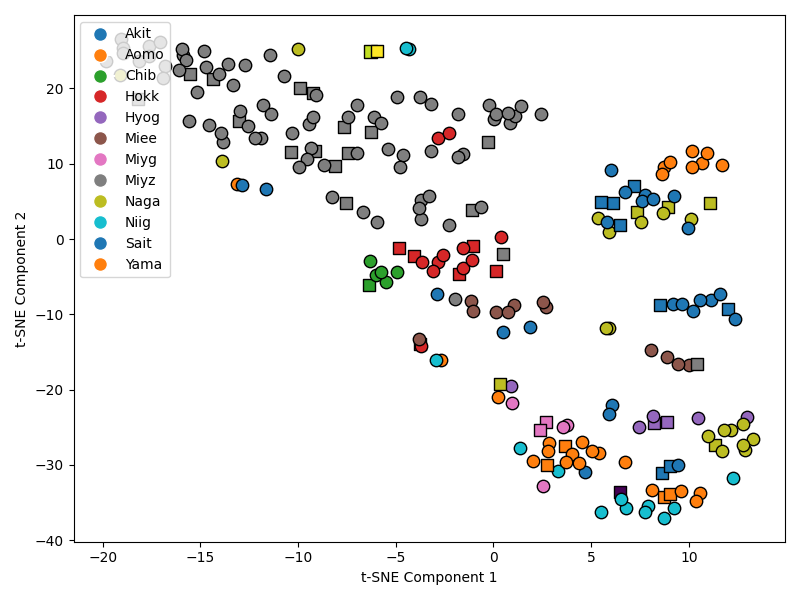 Akit
Aomo
Chib
Hokk
Hyog
Miee
Miyg
Miyz
Naga
Niig
Sait
Yama
20
10
0
−10
−20
−30
−40
t-SNE Component 2
−20 −15 −10 −5 0 5 10
t-SNE Component 1